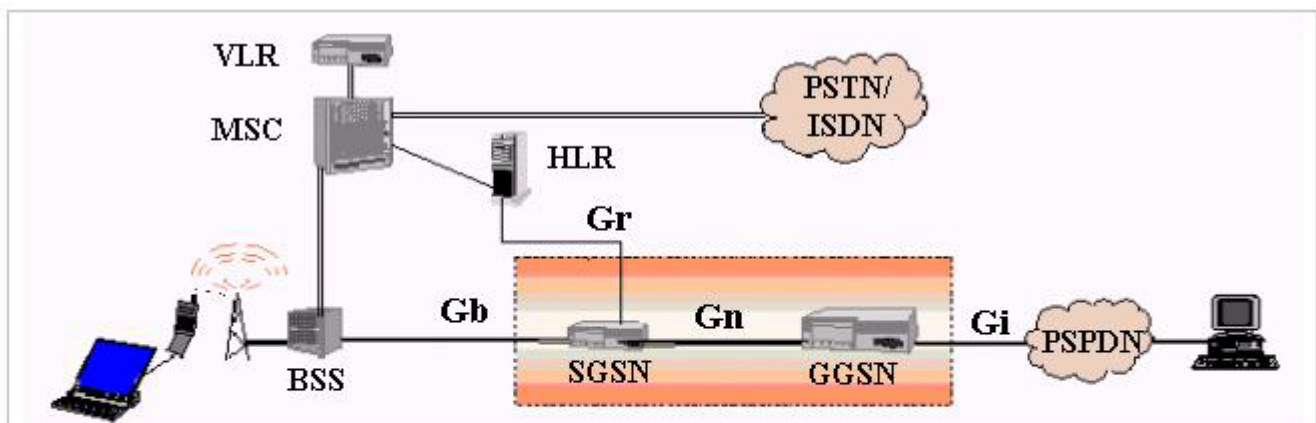 VLR
PSTN/
ISDN
MSC
HLR
Gr
Gb
Gn
Gi
PSPDN
BSS
SGSN
GGSN